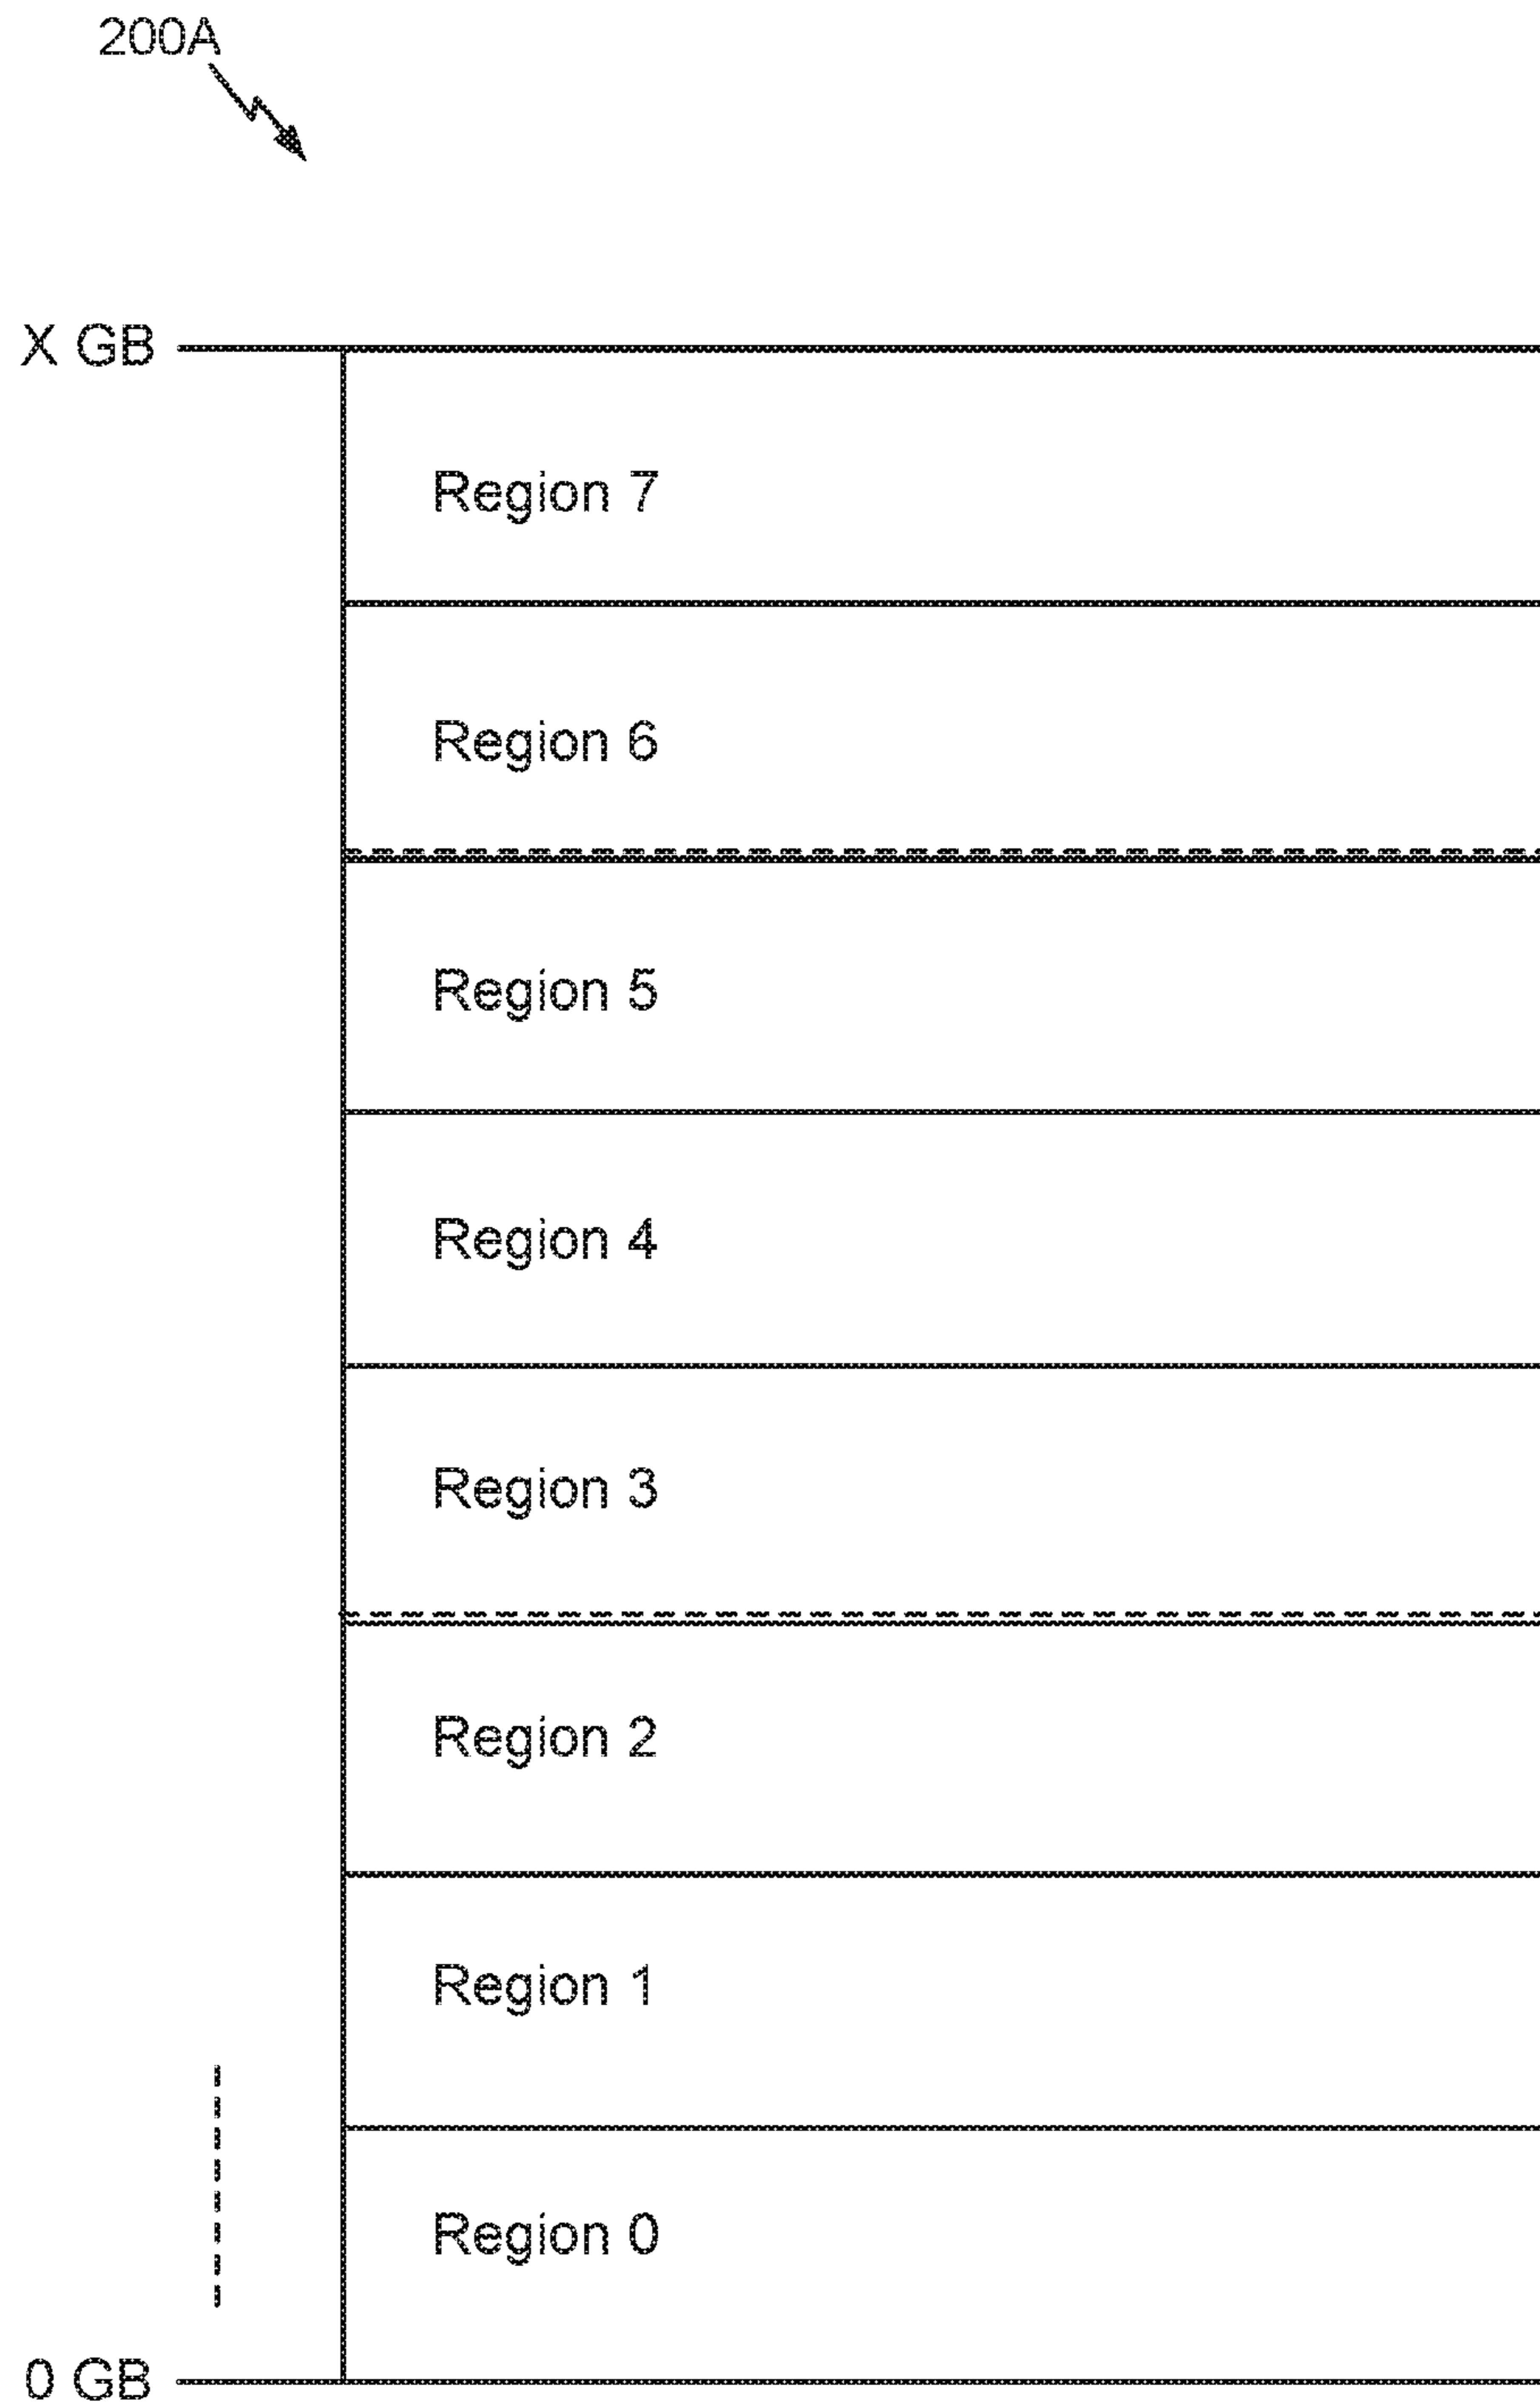 200A
X GB
Region 7
Region 6
Region 5
Region 4
Region 3
Region 2
Region 1
Region 0
0 GB